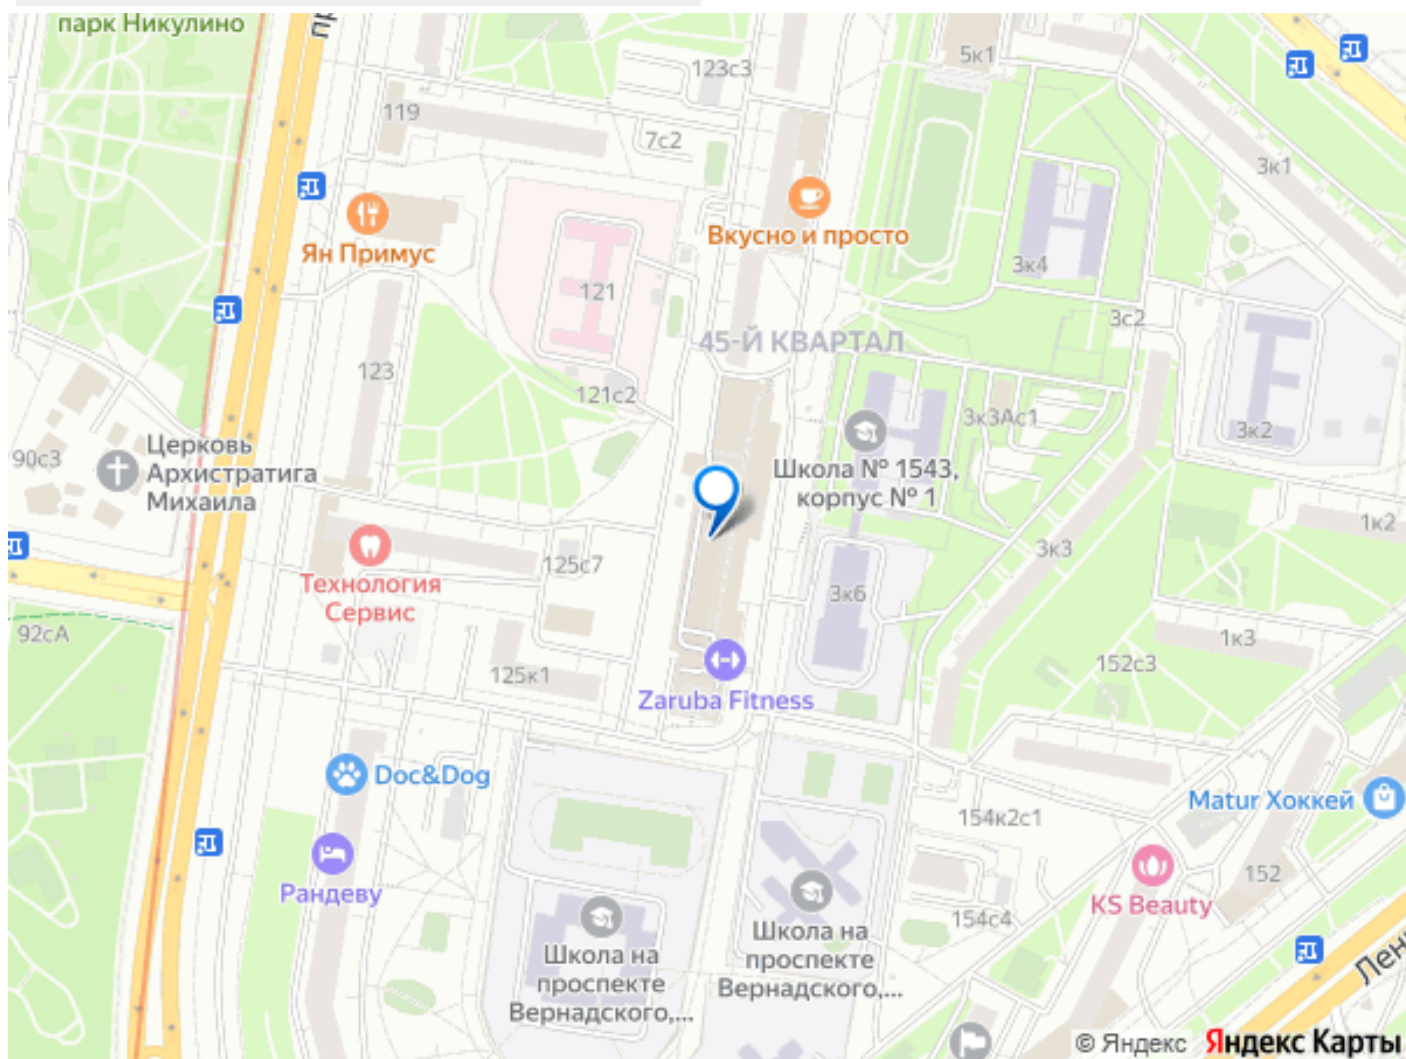 парк Никулино
пр
123с3
5к1
119
7с2
3к1
Ян Примус
Вкусно и просто
3к4
121
45-Й КВАРТАЛ
3с2
123
121с2
3к3Ас1
3к2
90с3
Церковь
Архистратига
Михаила
Школа № 1543,
корпус № 1
1к2
3к3
125с7
Технология
Сервис
3к6
92сА
1к3
152с3
125к1
Zaruba Fitness
Doc&Dog
Matur Хоккей
154к2с1
Рандеву
152
KS Beauty
154с4
Школа на
проспекте
Вернадского,...
Школа на
проспекте
Вернадского,...
Лен
© Яндекс Яндекс Карты